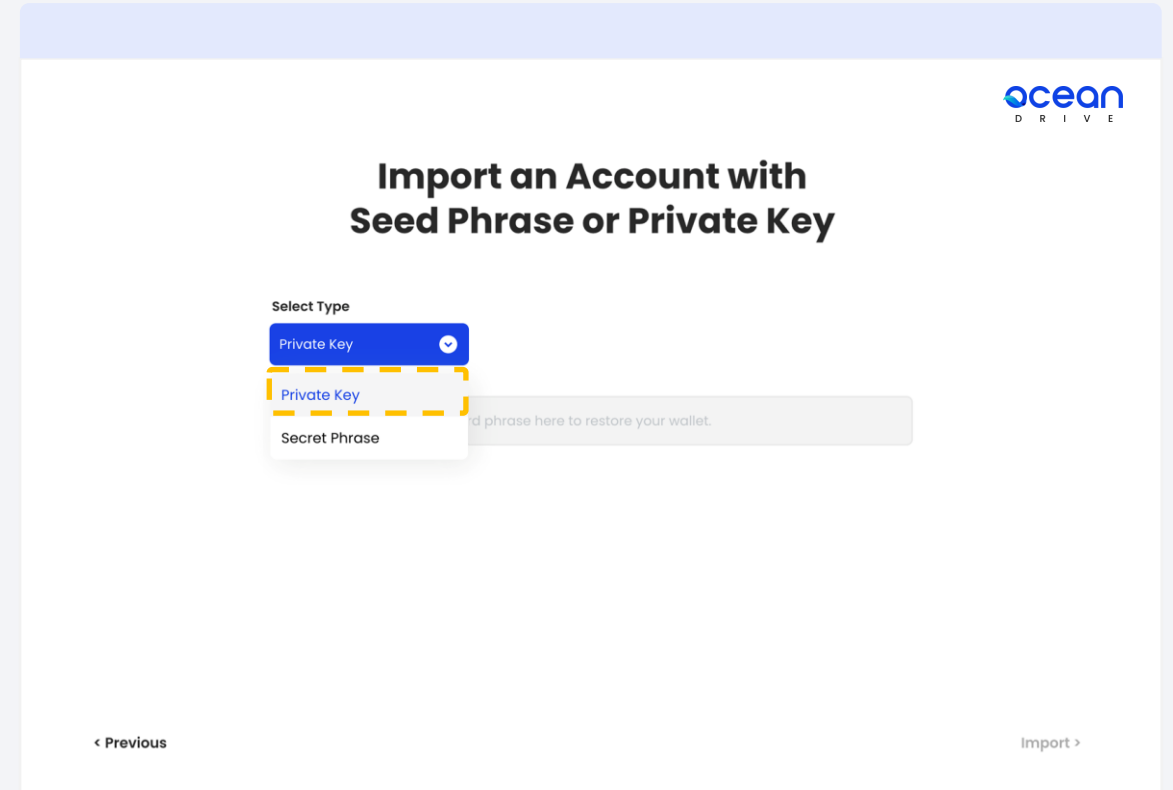 ocean
DRIVE
Import an Account with
Seed Phrase or Private Key
Select Type
Private Key
Private Key
phrase here to restore your wallet.
Secret Phrase
< Previous
Import >